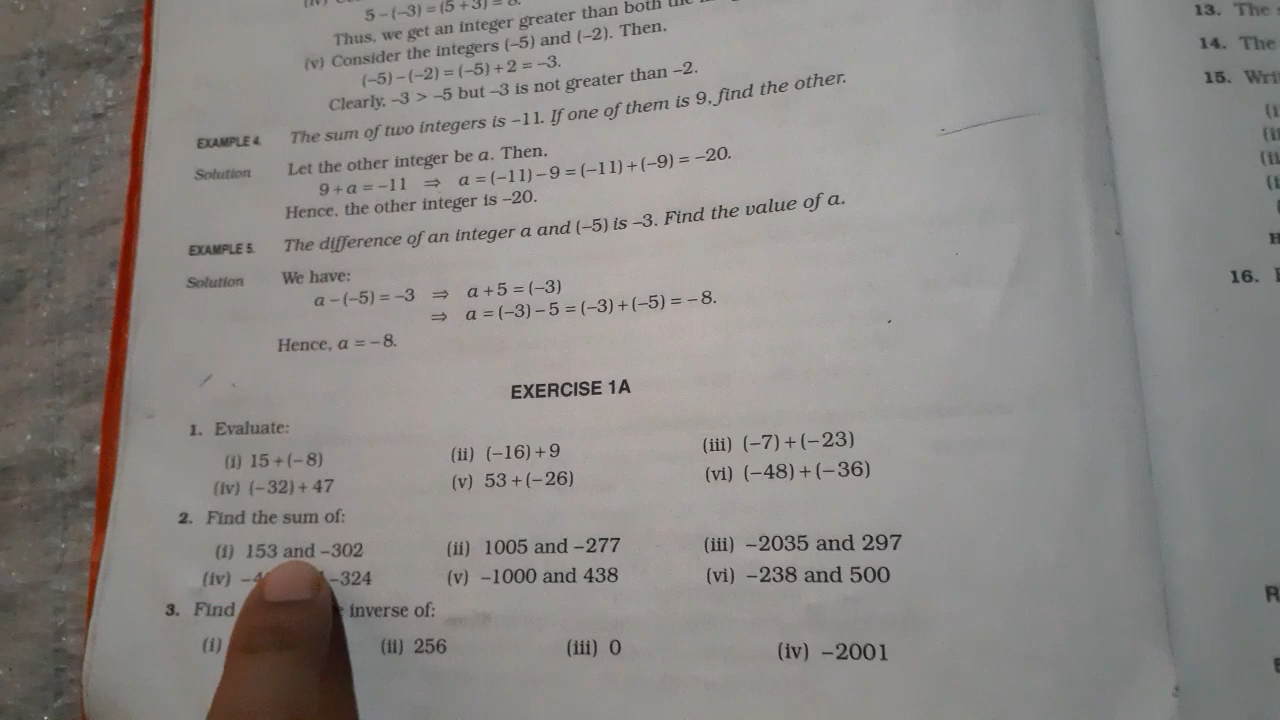 5 – (–3) = (5 + 3) = 8.
Thus, we get an integer greater than both the
(v) Consider the integers (–5) and (–2). Then,
(–5) – (–2) = (–5) + 2 = –3.
Clearly, –3 > –5 but –3 is not greater than –2.
EXAMPLE 4. The sum of two integers is –11. If one of them is 9, find the other.
Solution Let the other integer be a. Then,
9 + a = –11 ⇒ a = (–11) – 9 = (–11) + (–9) = –20.
Hence, the other integer is –20.
EXAMPLE 5. The difference of an integer a and (–5) is –3. Find the value of a.
Solution We have:
a – (–5) = –3 ⇒ a + 5 = (–3)
⇒ a = (–3) – 5 = (–3) + (–5) = –8.
Hence, a = –8.
EXERCISE 1A
1. Evaluate:
(i) 15 + (–8) (ii) (–16) + 9 (iii) (–7) + (–23)
(iv) (–32) + 47 (v) 53 + (–26) (vi) (–48) + (–36)
2. Find the sum of:
(i) 153 and –302 (ii) 1005 and –277 (iii) –2035 and 297
(iv) –324 (v) –1000 and 438 (vi) –238 and 500
3. Find inverse of:
(i) (ii) 256 (iii) 0 (iv) –2001
13. The
14. The
15.
16.